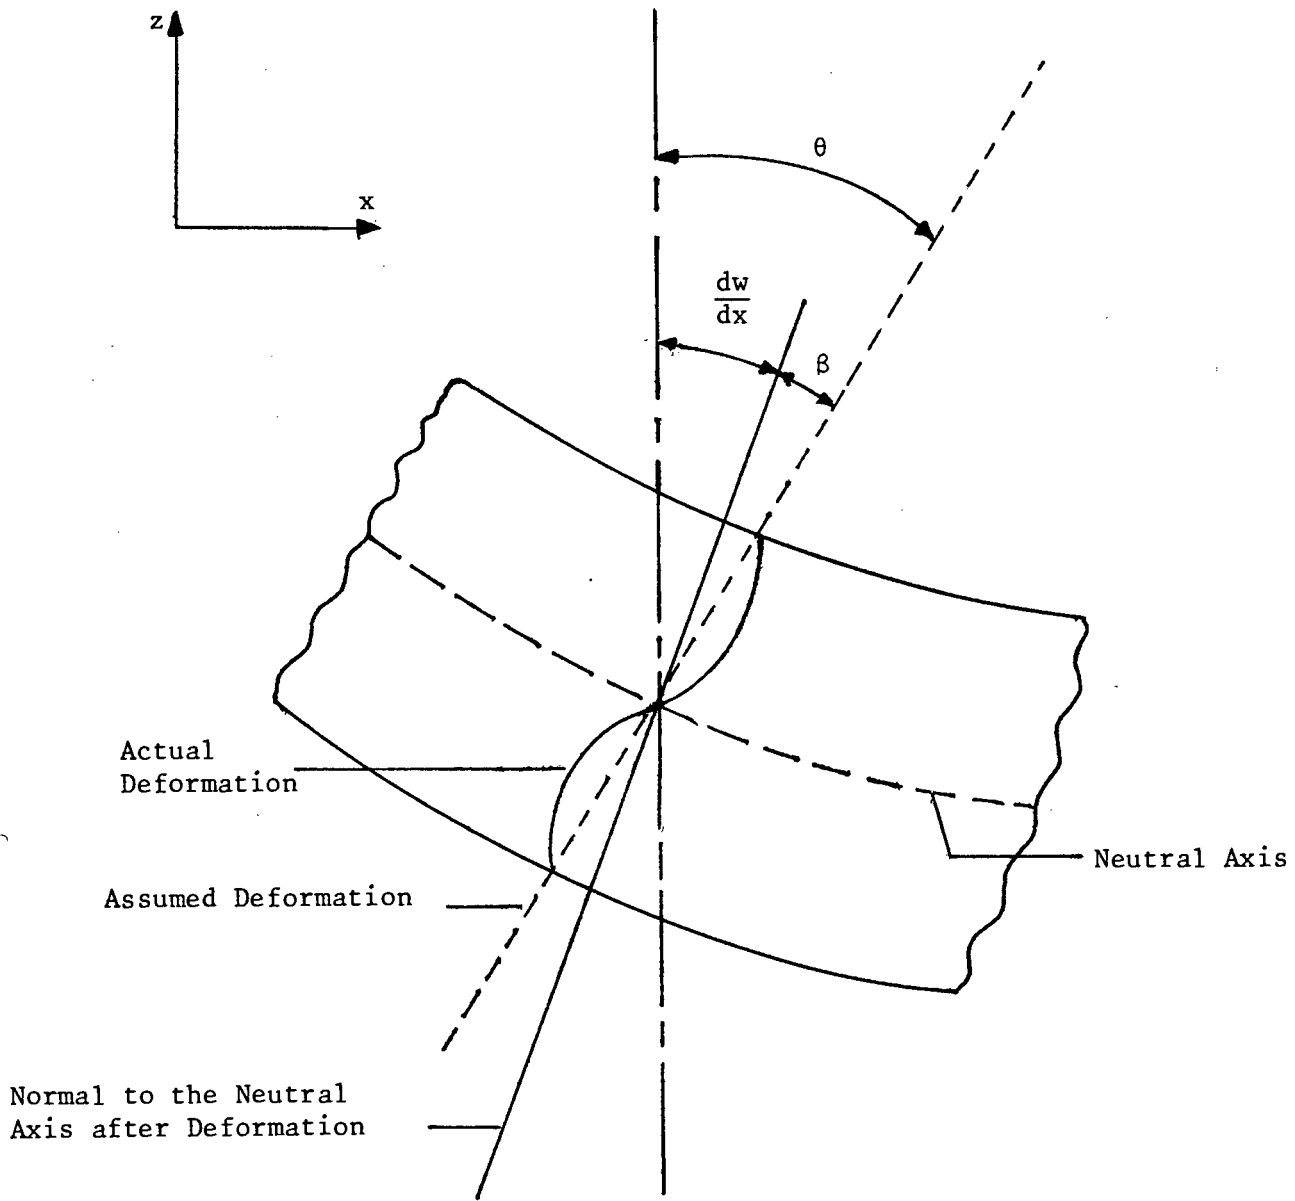 z
x
θ
dw
dx
β
Actual
Deformation
Neutral Axis
Assumed Deformation
Normal to the Neutral
Axis after Deformation